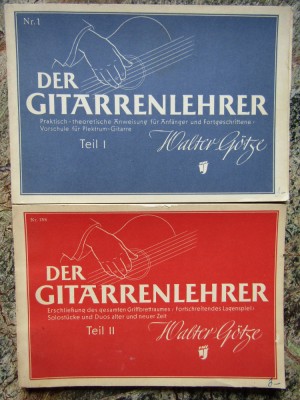 Nr. 1
DER
GITARRENLEHRER
Praktisch-theoretische Anweisung für Anfänger und Fortgeschrittene-
Vorschule für Plektrum-Gitarre
Teil I
Walter Götze
DER
GITARRENLEHRER
Erschließung des gesamten Griffbrettraumes · Fortschreitendes Lagenspiel ·
Solostücke und Duos alter und neuer Zeit
Teil II
Walter Götze